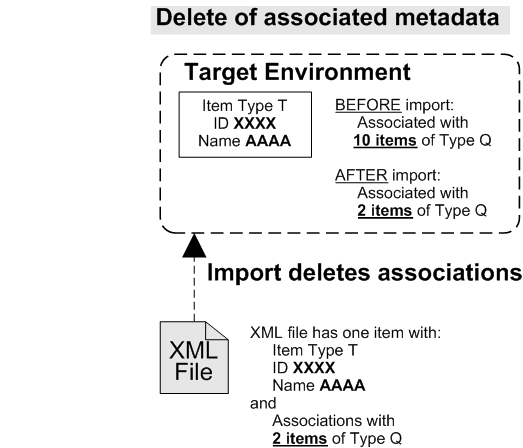 Delete of associated metadata
Target Environment
Item Type T
ID XXXX
Name AAAA
BEFORE import:
Associated with
10 items of Type Q
AFTER import:
Associated with
2 items of Type Q
Import deletes associations
XML
File
XML file has one item with:
Item Type T
ID XXXX
Name AAAA
and
Associations with
2 items of Type Q